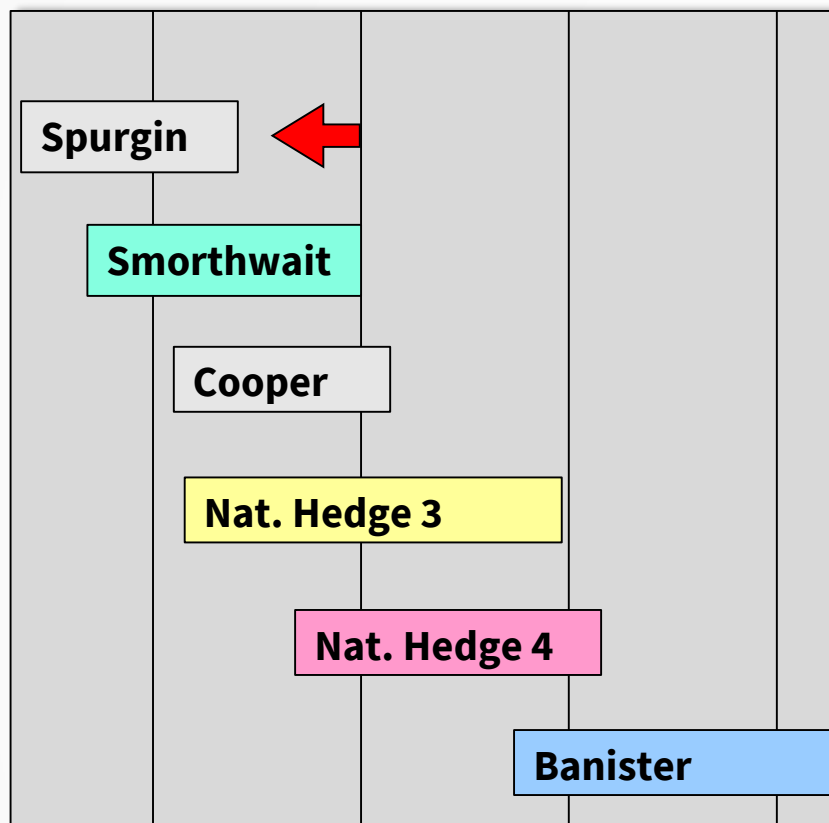 Spurgin
Smorthwait
Cooper
Nat. Hedge 3
Nat. Hedge 4
Banister